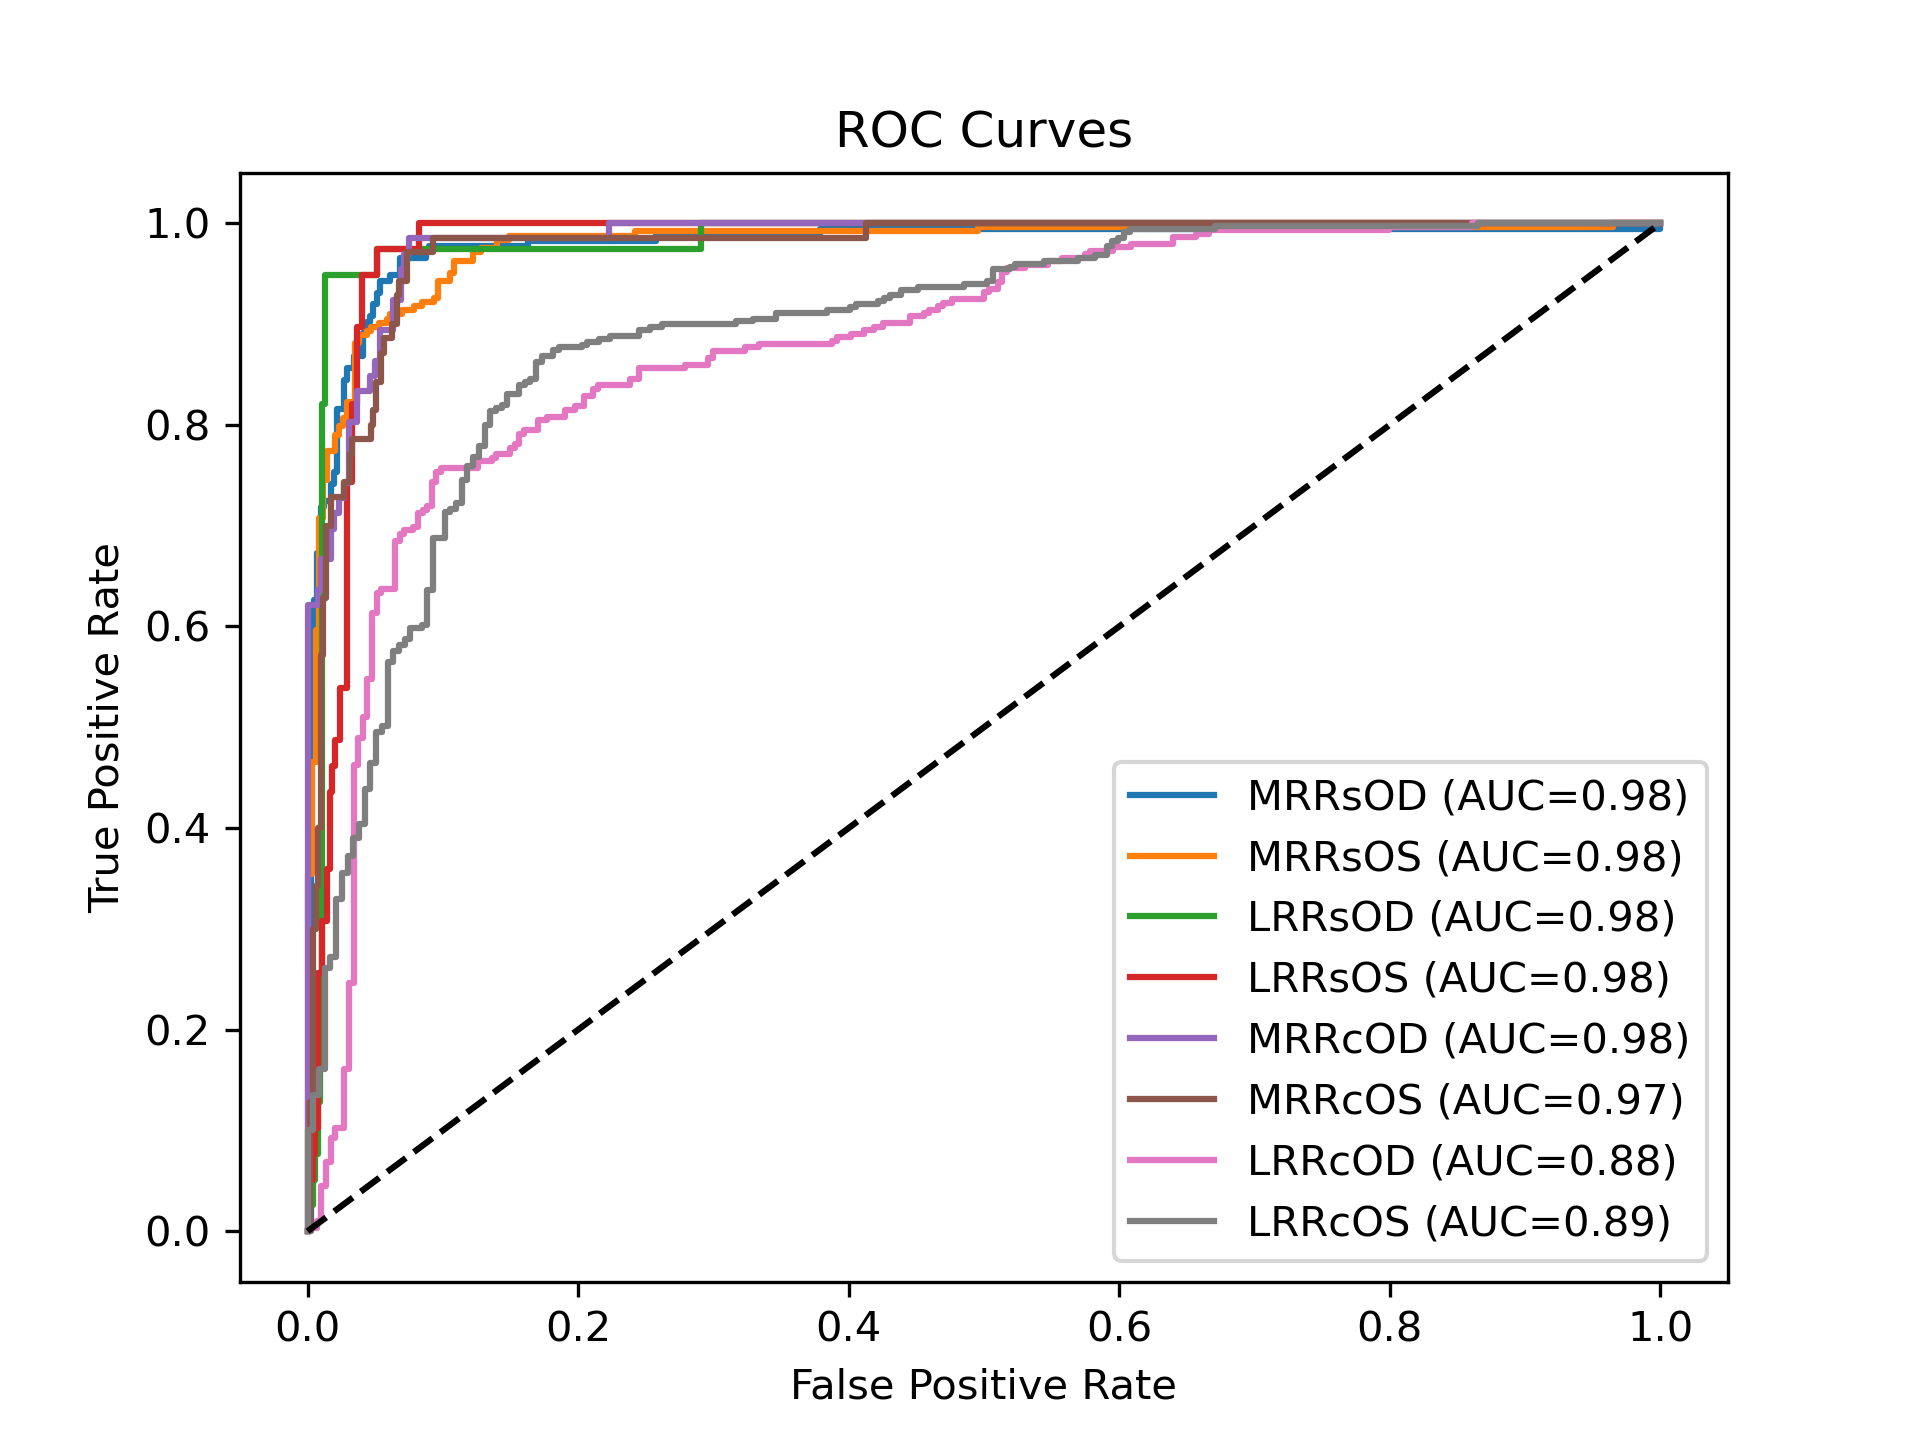 ROC Curves
1.0
0.8
0.6
0.4
0.2
0.0
True Positive Rate
MRRsOD (AUC=0.98)
MRRsOS (AUC=0.98)
LRRsOD (AUC=0.98)
LRRsOS (AUC=0.98)
MRRcOD (AUC=0.98)
MRRcOS (AUC=0.97)
LRRcOD (AUC=0.88)
LRRcOS (AUC=0.89)
0.0 0.2 0.4 0.6 0.8 1.0
False Positive Rate